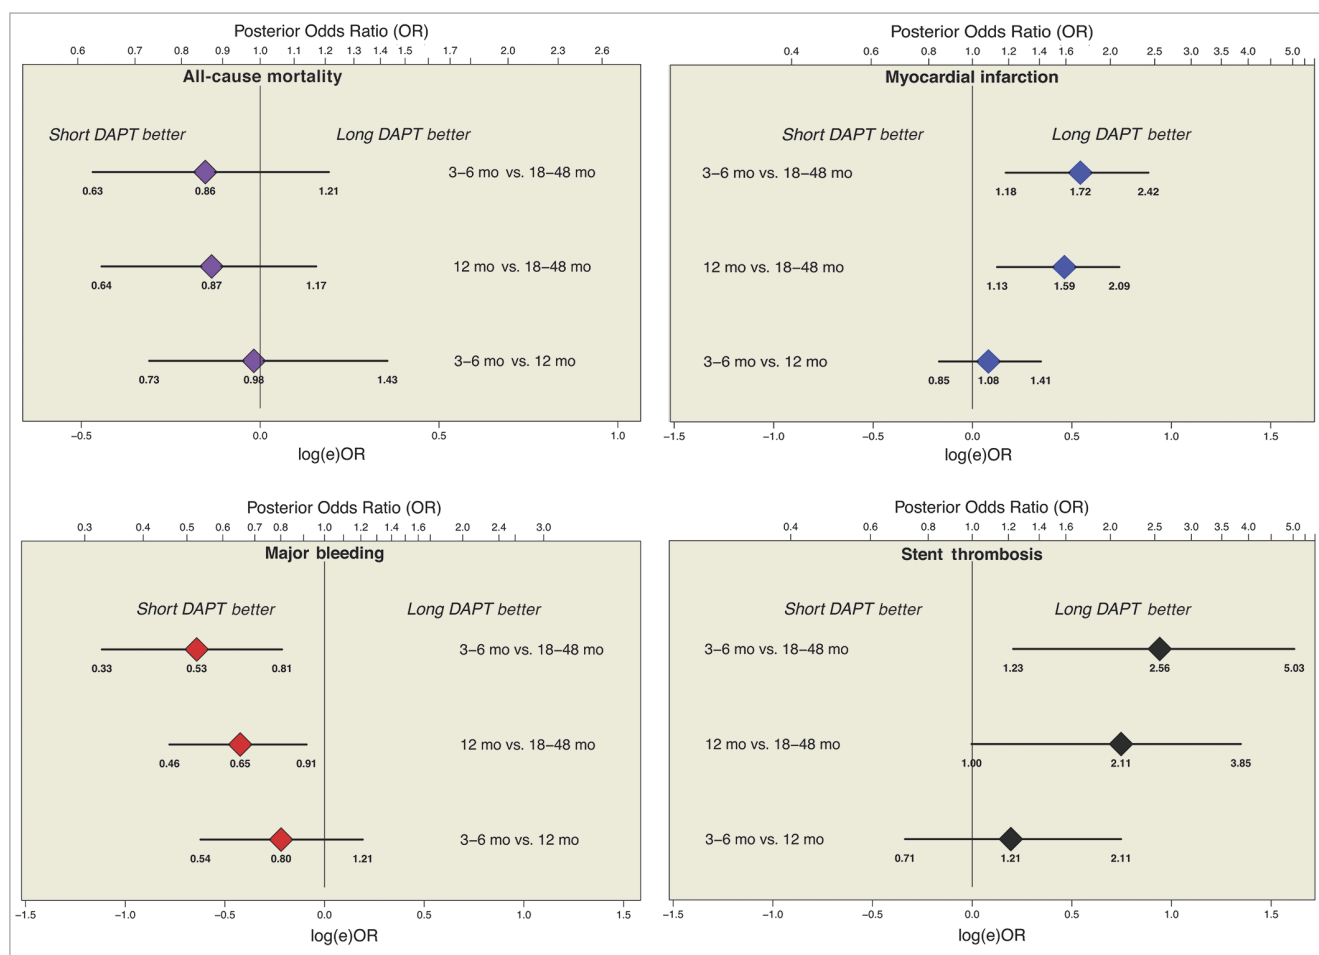 Posterior Odds Ratio (OR)
0.6 0.7 0.8 0.9 1.0 1.1 1.2 1.3 1.4 1.5 1.7 2.0 2.3 2.6
All-cause mortality
Short DAPT better Long DAPT better
3–6 mo vs. 18–48 mo
0.63 0.86 1.21
12 mo vs. 18–48 mo
0.64 0.87 1.17
3–6 mo vs. 12 mo
0.73 0.98 1.43
−0.5 0.0 0.5 1.0
log(e)OR
Posterior Odds Ratio (OR)
0.4 0.6 0.8 1.0 1.2 1.4 1.6 2.0 2.5 3.0 3.5 4.0 5.0
Myocardial infarction
Short DAPT better Long DAPT better
3–6 mo vs. 18–48 mo
1.18 1.72 2.42
12 mo vs. 18–48 mo
1.13 1.59 2.09
3–6 mo vs. 12 mo
0.85 1.08 1.41
−1.5 −1.0 −0.5 0.0 0.5 1.0 1.5
log(e)OR
Posterior Odds Ratio (OR)
0.3 0.4 0.5 0.6 0.7 0.8 1.0 1.2 1.4 1.6 2.0 2.4 3.0
Major bleeding
Short DAPT better Long DAPT better
3–6 mo vs. 18–48 mo
0.33 0.53 0.81
12 mo vs. 18–48 mo
0.46 0.65 0.91
3–6 mo vs. 12 mo
0.54 0.80 1.21
−1.5 −1.0 −0.5 0.0 0.5 1.0 1.5
log(e)OR
Posterior Odds Ratio (OR)
0.4 0.6 0.8 1.0 1.2 1.4 1.6 2.0 2.5 3.0 3.5 4.0 5.0
Stent thrombosis
Short DAPT better Long DAPT better
3–6 mo vs. 18–48 mo
1.23 2.56 5.03
12 mo vs. 18–48 mo
1.00 2.11 3.85
3–6 mo vs. 12 mo
0.71 1.21 2.11
−1.5 −1.0 −0.5 0.0 0.5 1.0 1.5
log(e)OR